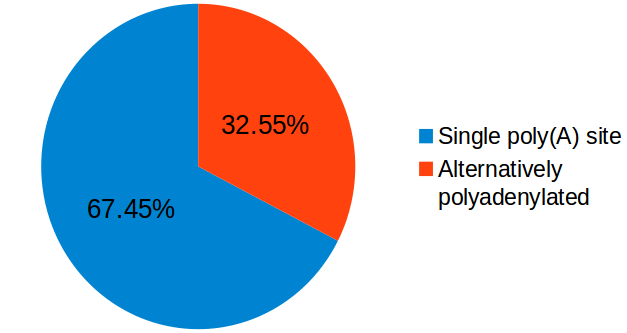 32.55%
67.45%
Single poly(A) site
Alternatively
polyadenylated